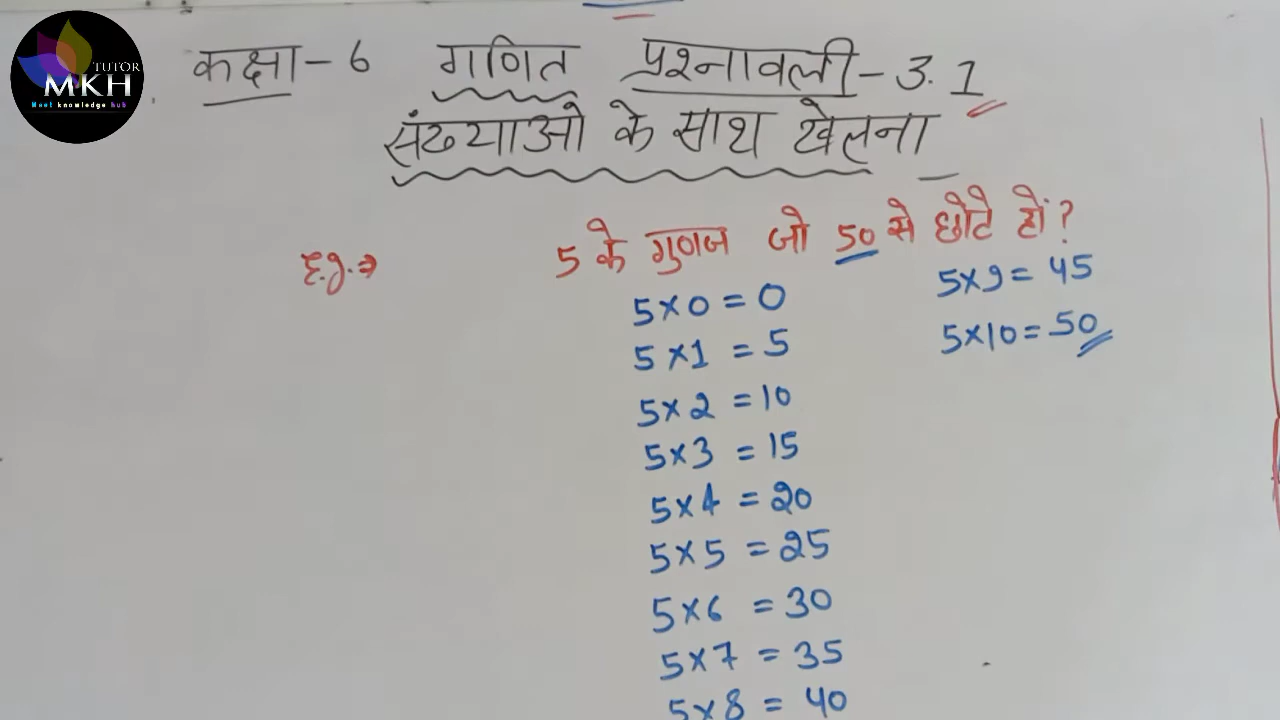 TUTOR
MKH
Meet knowledge hub
कक्षा - 6 गणित प्रश्नावली - 3.1
संख्याओ के साथ खेलना
E.g. ⇒ 5 के गुणज जो 50 से छोटे हों?
5×0 = 0
5×1 = 5
5×2 = 10
5×3 = 15
5×4 = 20
5×5 = 25
5×6 = 30
5×7 = 35
5×8 = 40
5×9 = 45
5×10 = 50